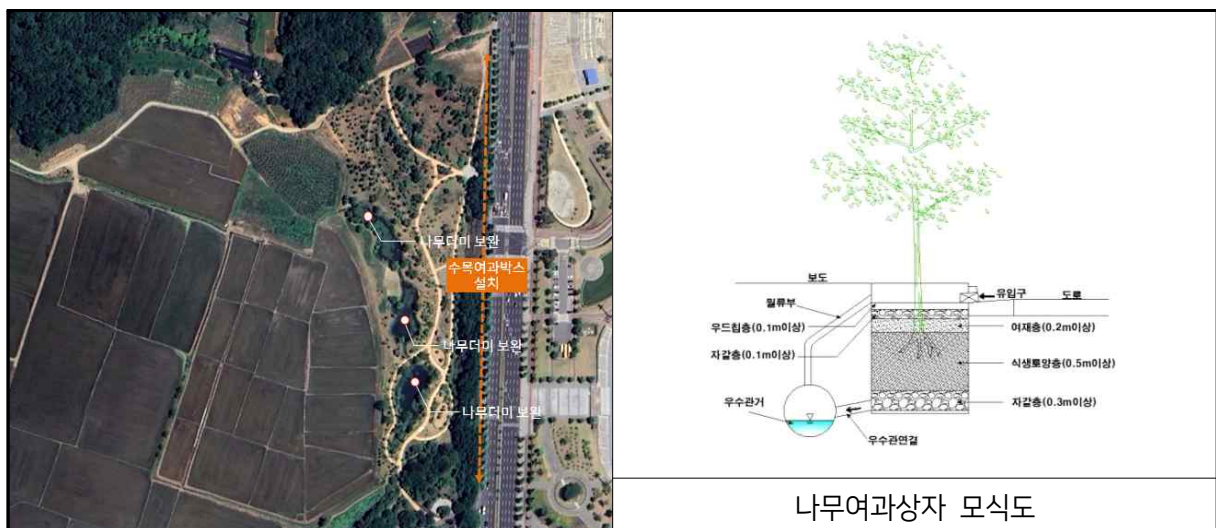 나무더미 보완
수목여과박스
설치
나무더미 보완
나무더미 보완
보도
유입구
도로
월류부
우드칩층(0.1m이상)
여재층(0.2m이상)
자갈층(0.1m이상)
식생토양층(0.5m이상)
우수관거
자갈층(0.3m이상)
우수관연결
나무여과상자 모식도